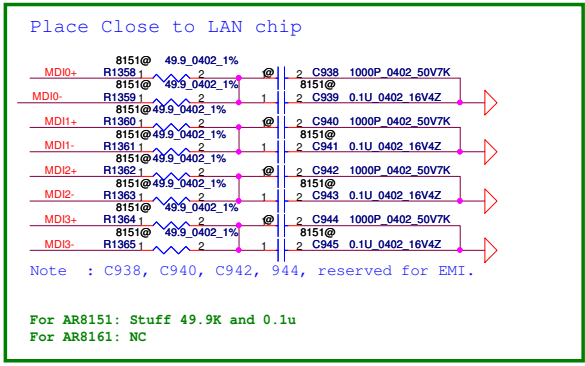 Place Close to LAN chip
8151@ 49.9_0402_1%
MDI0+ R1358 1 2 1 @ 2 C938 1000P_0402_50V7K
8151@ 49.9_0402_1% 8151@
MDI0- R1359 1 2 1 2 C939 0.1U_0402_16V4Z
8151@ 49.9_0402_1%
MDI1+ R1360 1 2 1 @ 2 C940 1000P_0402_50V7K
8151@ 49.9_0402_1% 8151@
MDI1- R1361 1 2 1 2 C941 0.1U_0402_16V4Z
8151@ 49.9_0402_1%
MDI2+ R1362 1 2 1 @ 2 C942 1000P_0402_50V7K
8151@ 49.9_0402_1% 8151@
MDI2- R1363 1 2 1 2 C943 0.1U_0402_16V4Z
8151@ 49.9_0402_1%
MDI3+ R1364 1 2 1 @ 2 C944 1000P_0402_50V7K
8151@ 49.9_0402_1% 8151@
MDI3- R1365 1 2 1 2 C945 0.1U_0402_16V4Z
Note : C938, C940, C942, 944, reserved for EMI.
For AR8151: Stuff 49.9K and 0.1u
For AR8161: NC